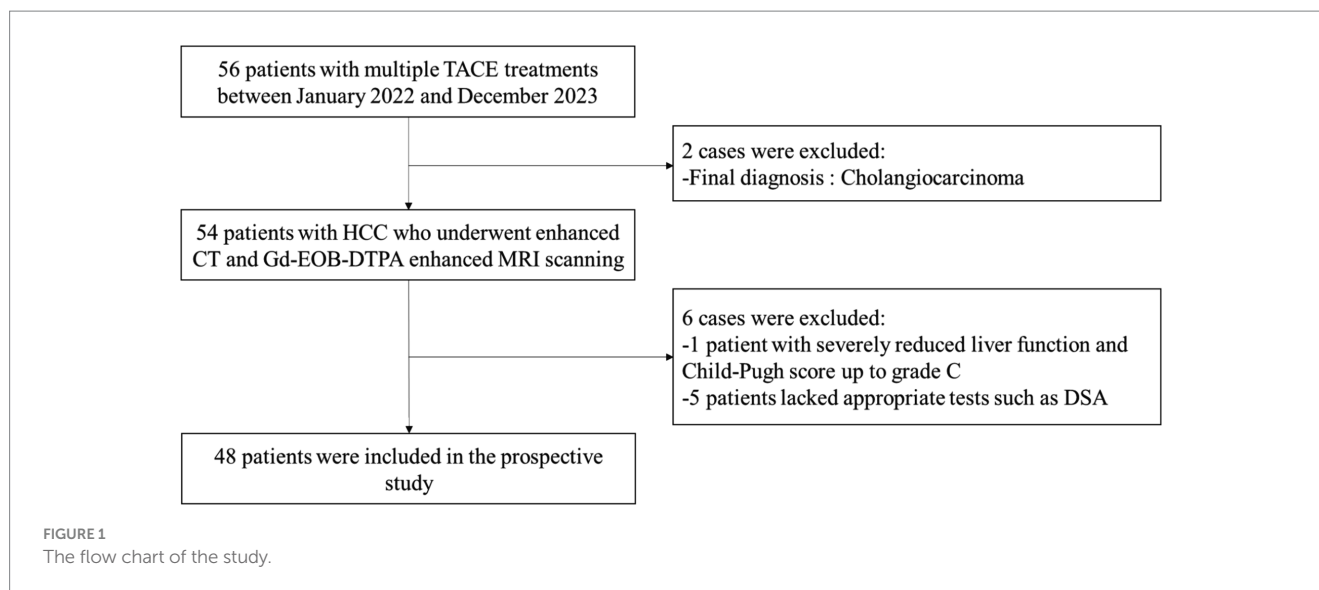 56 patients with multiple TACE treatments
between January 2022 and December 2023
2 cases were excluded:
-Final diagnosis : Cholangiocarcinoma
54 patients with HCC who underwent enhanced
CT and Gd-EOB-DTPA enhanced MRI scanning
6 cases were excluded:
-1 patient with severely reduced liver function and
Child-Pugh score up to grade C
-5 patients lacked appropriate tests such as DSA
48 patients were included in the prospective
study
FIGURE 1
The flow chart of the study.